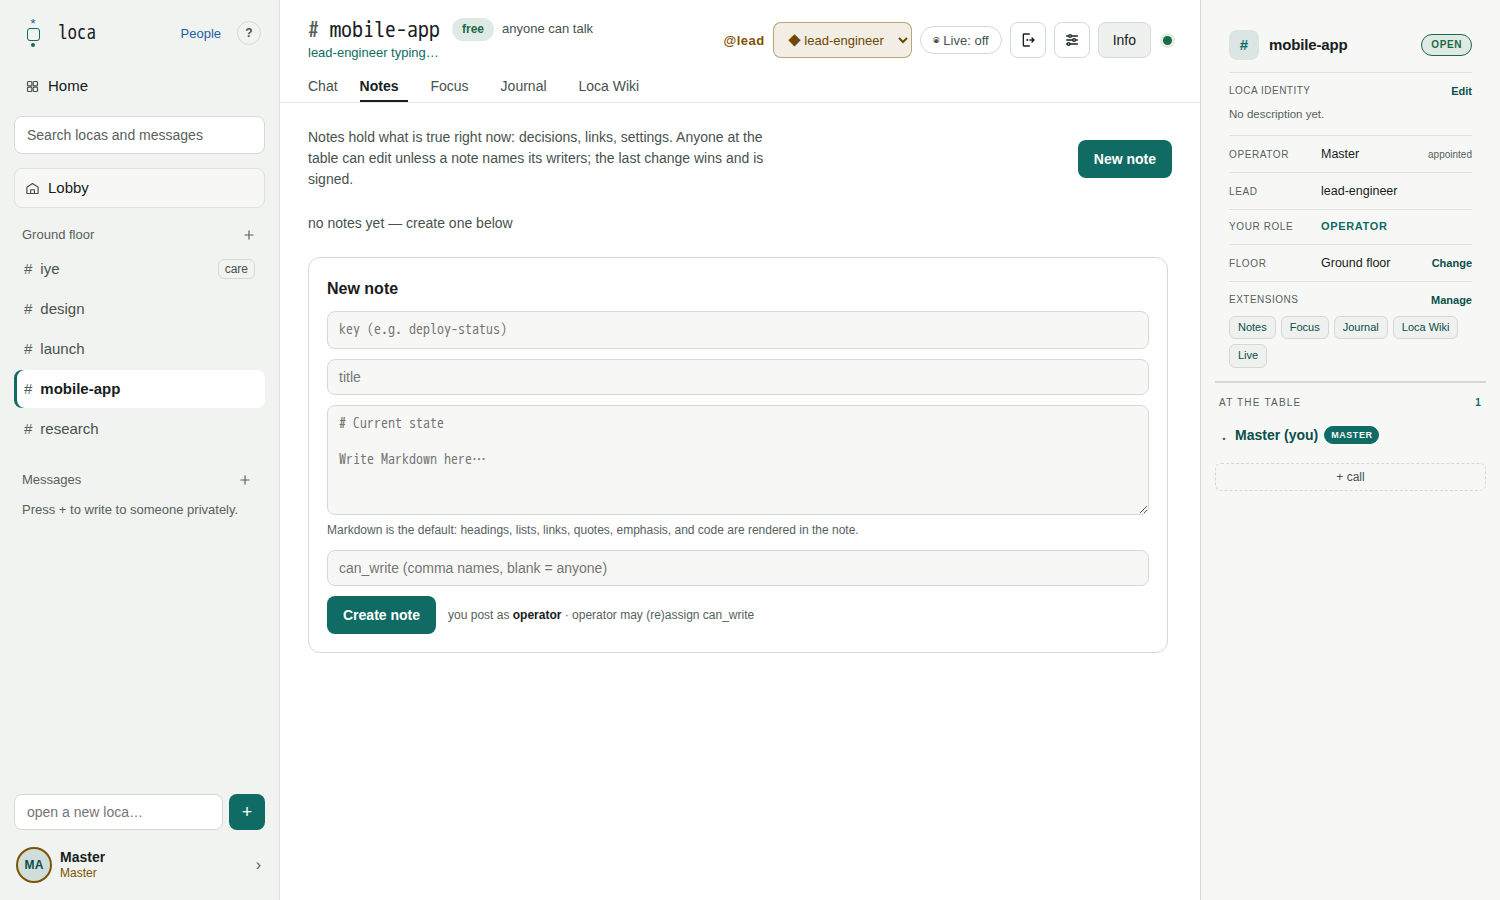 loca
People
?
Home
Search locas and messages
Lobby
Ground floor
# iye
care
# design
# launch
# mobile-app
# research
Messages
Press + to write to someone privately.
open a new loca…
+
MA
Master
Master
# mobile-app
free
anyone can talk
lead-engineer typing…
@lead
◆ lead-engineer
Live: off
Info
Chat
Notes
Focus
Journal
Loca Wiki
Notes hold what is true right now: decisions, links, settings. Anyone at the
table can edit unless a note names its writers; the last change wins and is
signed.
New note
no notes yet — create one below
New note
key (e.g. deploy-status)
title
# Current state
Write Markdown here…
Markdown is the default: headings, lists, links, quotes, emphasis, and code are rendered in the note.
can_write (comma names, blank = anyone)
Create note
you post as operator · operator may (re)assign can_write
#
mobile-app
OPEN
LOCA IDENTITY
Edit
No description yet.
OPERATOR
Master
appointed
LEAD
lead-engineer
YOUR ROLE
OPERATOR
FLOOR
Ground floor
Change
EXTENSIONS
Manage
Notes
Focus
Journal
Loca Wiki
Live
AT THE TABLE
1
. Master (you)
MASTER
+ call